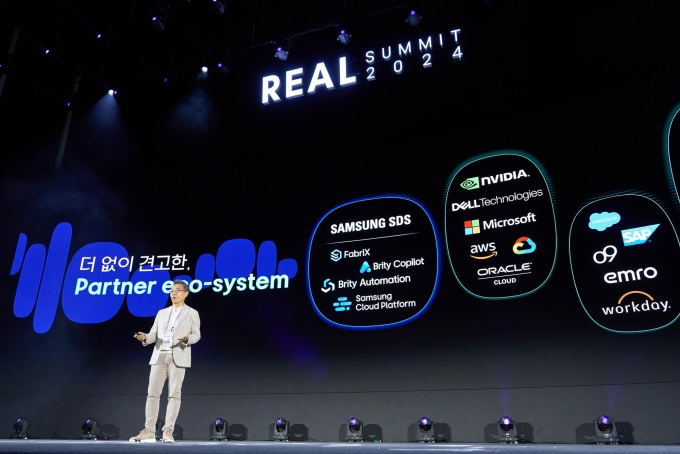 REAL SUMMIT
2024
더 없이 견고한,
Partner eco-system
SAMSUNG SDS
FabriX
Brity Copilot
Brity Automation
Samsung
Cloud Platform
NVIDIA.
DELL Technologies
Microsoft
aws
ORACLE
CLOUD
salesforce
SAP
o9
emro
workday.